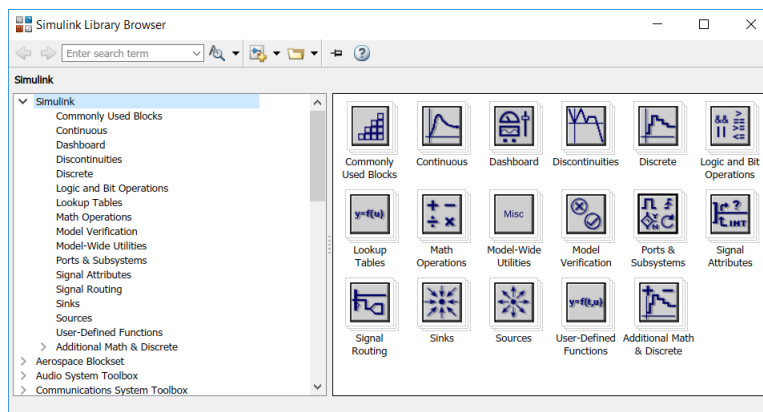 Simulink Library Browser
Enter search term
Simulink
Simulink
Commonly Used Blocks
Continuous
Dashboard
Discontinuities
Discrete
Logic and Bit Operations
Lookup Tables
Math Operations
Model Verification
Model-Wide Utilities
Ports & Subsystems
Signal Attributes
Signal Routing
Sinks
Sources
User-Defined Functions
Additional Math & Discrete
Aerospace Blockset
Audio System Toolbox
Communications System Toolbox
&& >
|| ==
<=
Commonly
Used Blocks
Continuous
Dashboard
Discontinuities
Discrete
Logic and Bit
Operations
y=f(u)
+ −
÷ ×
Misc
Y
N
?
INT
Lookup
Tables
Math
Operations
Model-Wide
Utilities
Model
Verification
Ports &
Subsystems
Signal
Attributes
y=f(t,u)
Signal
Routing
Sinks
Sources
User-Defined
Functions
Additional Math
& Discrete